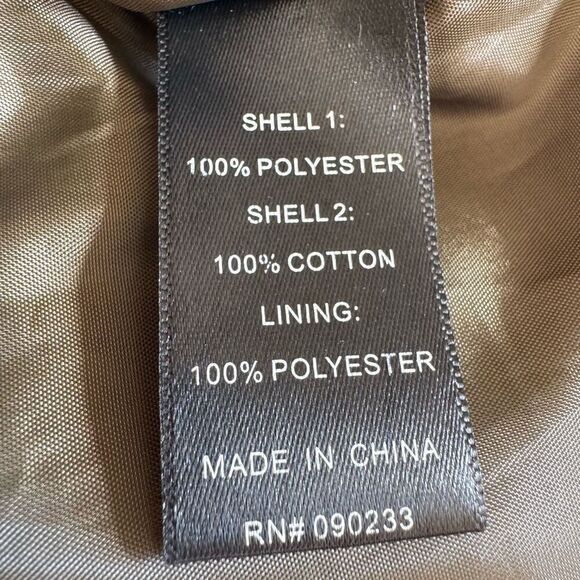 SHELL 1:
100% POLYESTER
SHELL 2:
100% COTTON
LINING:
100% POLYESTER
MADE IN CHINA
RN# 090233